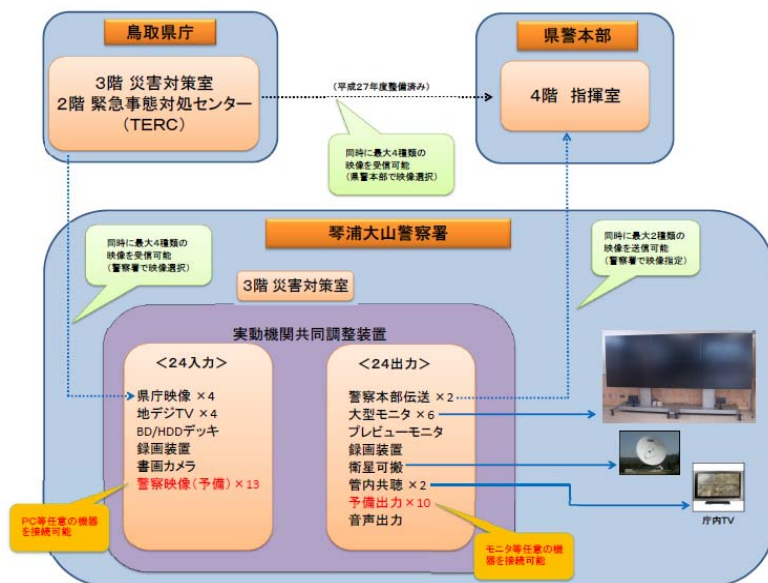 鳥取県庁
県警本部
3階 災害対策室
2階 緊急事態対処センター
（TERC）
（平成27年度整備済み）
4階 指揮室
同時に最大4種類の
映像を受信可能
（県警本部で映像選択）
琴浦大山警察署
同時に最大4種類の
映像を受信可能
（警察署で映像選択）
同時に最大2種類の
映像を送信可能
（警察署で映像指定）
3階 災害対策室
実動機関共同調整装置
＜24入力＞
県庁映像 ×4
地デジTV ×4
BD/HDDデッキ
録画装置
書画カメラ
警察映像(予備)×13
＜24出力＞
警察本部伝送 ×2
大型モニタ ×6
プレビューモニタ
録画装置
衛星可搬
管内共聴 ×2
予備出力×10
音声出力
PC等任意の機器
を接続可能
モニタ等任意の機
器を接続可能
庁内TV